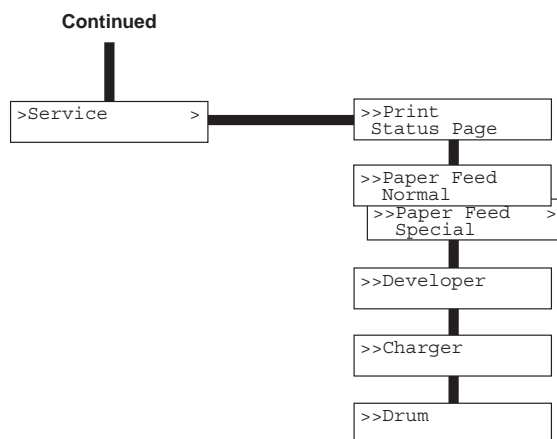 Continued
>Service >
>>Print
Status Page
>>Paper Feed
Normal
>>Paper Feed >
Special
>>Developer
>>Charger
>>Drum